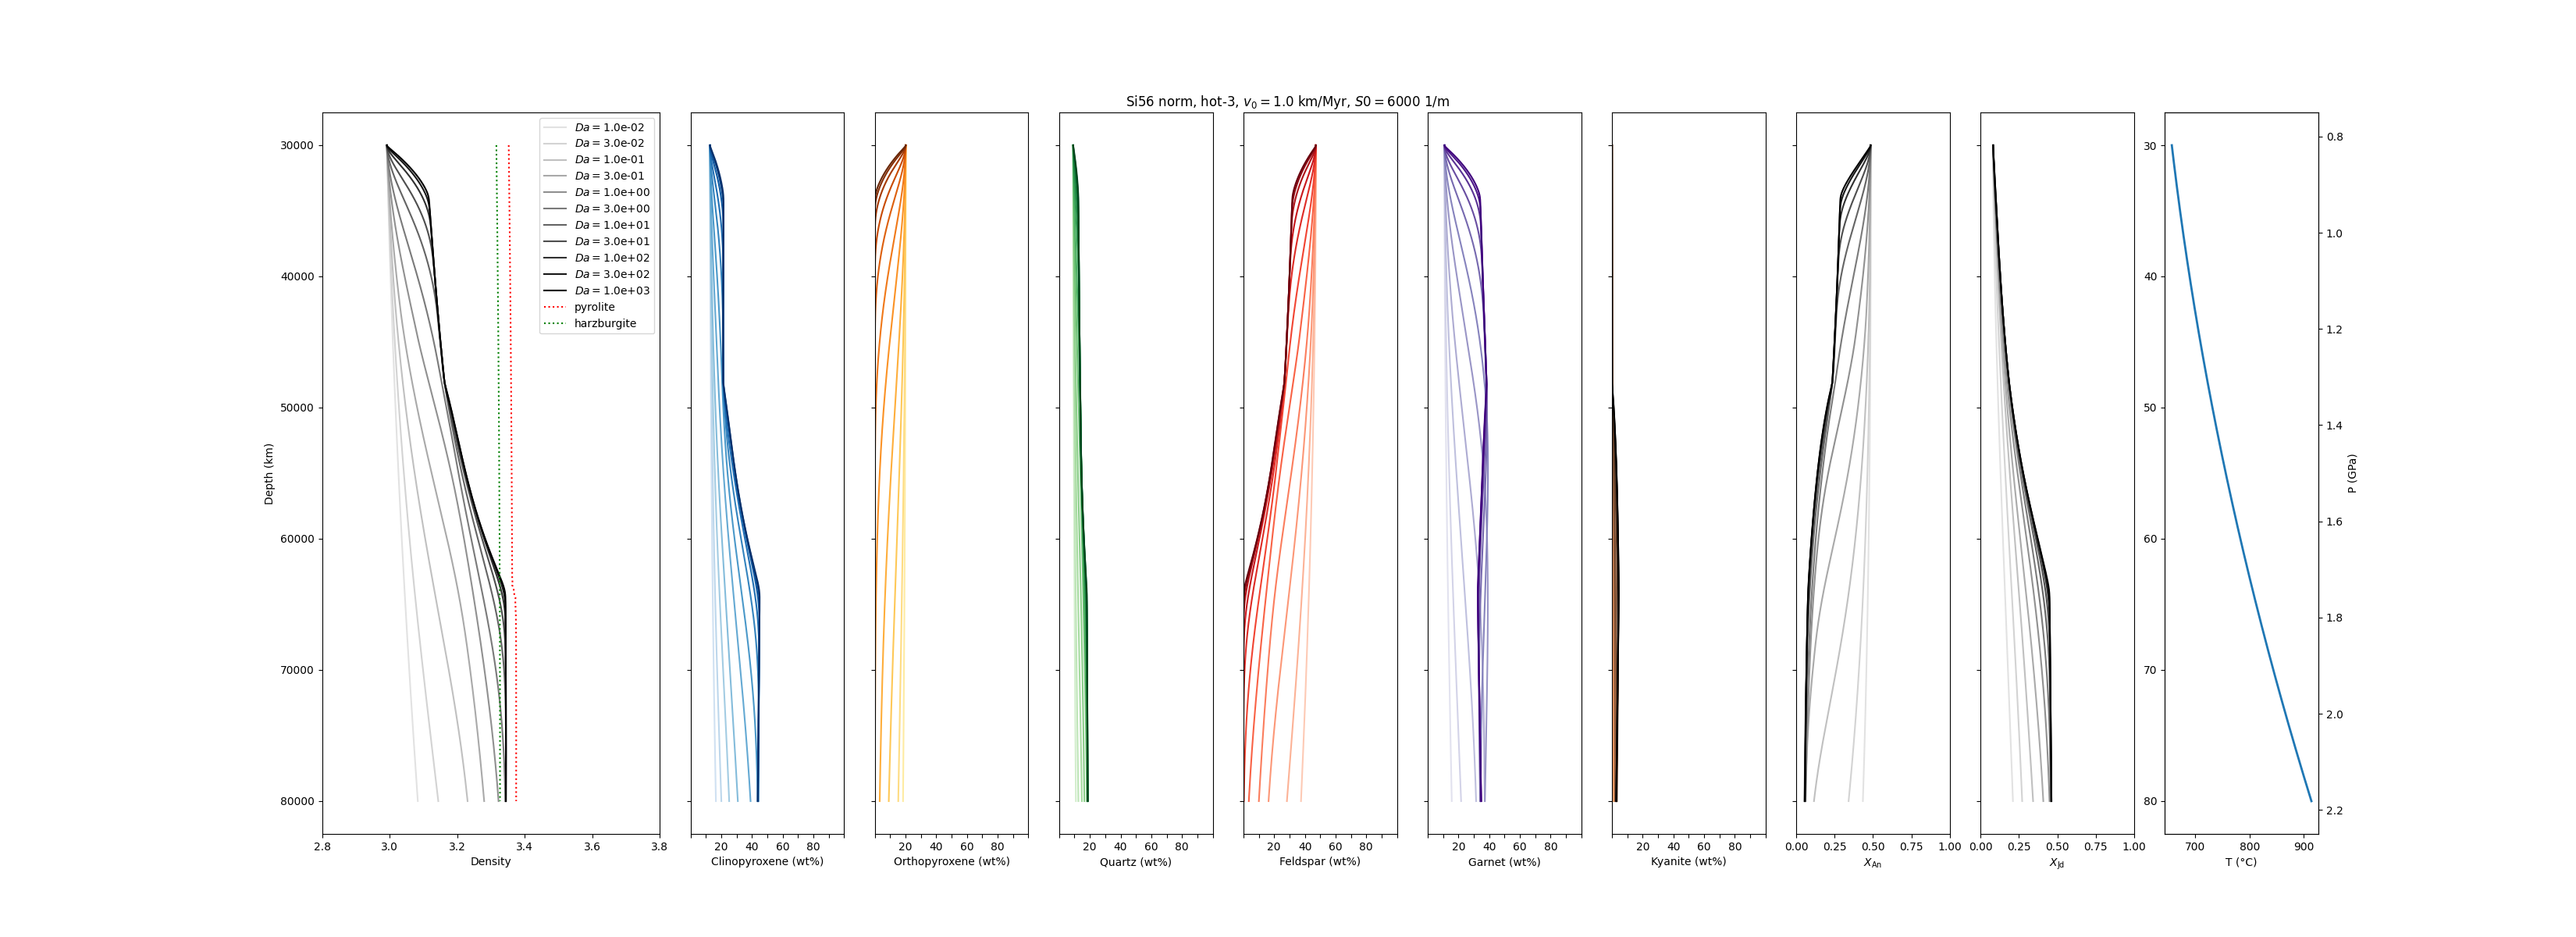 Si56 norm, hot-3, v₀ = 1.0 km/Myr, S0 = 6000 1/m
Da = 1.0e-02
Da = 3.0e-02
Da = 1.0e-01
Da = 3.0e-01
Da = 1.0e+00
Da = 3.0e+00
Da = 1.0e+01
Da = 3.0e+01
Da = 1.0e+02
Da = 3.0e+02
Da = 1.0e+03
pyrolite
harzburgite
30000
40000
50000
60000
70000
80000
Depth (km)
2.8 3.0 3.2 3.4 3.6 3.8
Density
20 40 60 80
Clinopyroxene (wt%)
20 40 60 80
Orthopyroxene (wt%)
20 40 60 80
Quartz (wt%)
20 40 60 80
Feldspar (wt%)
20 40 60 80
Garnet (wt%)
20 40 60 80
Kyanite (wt%)
0.00 0.25 0.50 0.75 1.00
X_An
0.00 0.25 0.50 0.75 1.00
X_Jd
30
40
50
60
70
80
700 800 900
T (°C)
0.8
1.0
1.2
1.4
1.6
1.8
2.0
2.2
P (GPa)